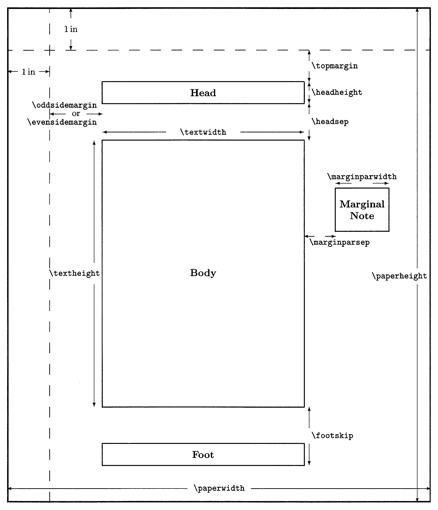 1 in
1 in
\topmargin
Head
\headheight
\oddsidemargin
or
\evensidemargin
\headsep
\textwidth
\marginparwidth
Marginal
Note
\marginparsep
\textheight
Body
\paperheight
\footskip
Foot
\paperwidth